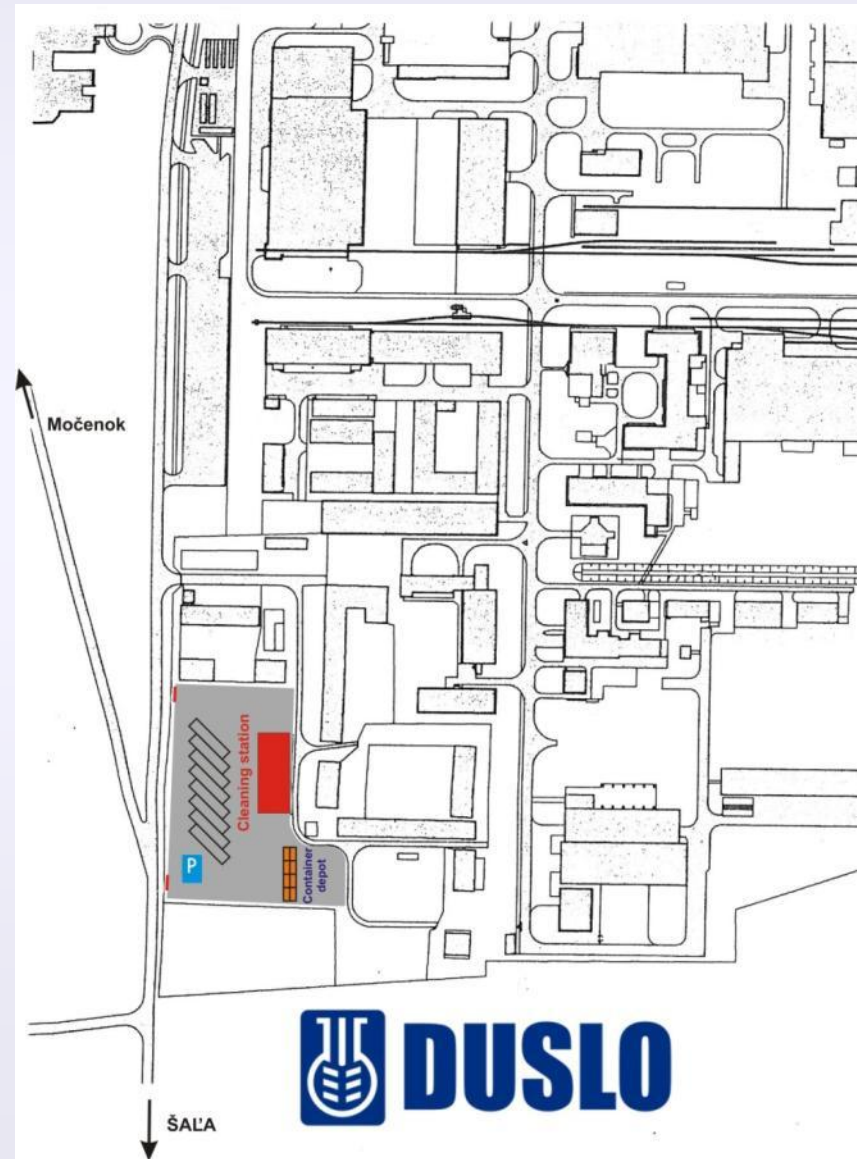 Močenok
Cleaning station
P
Container
depot
DUSLO
ŠAĽA